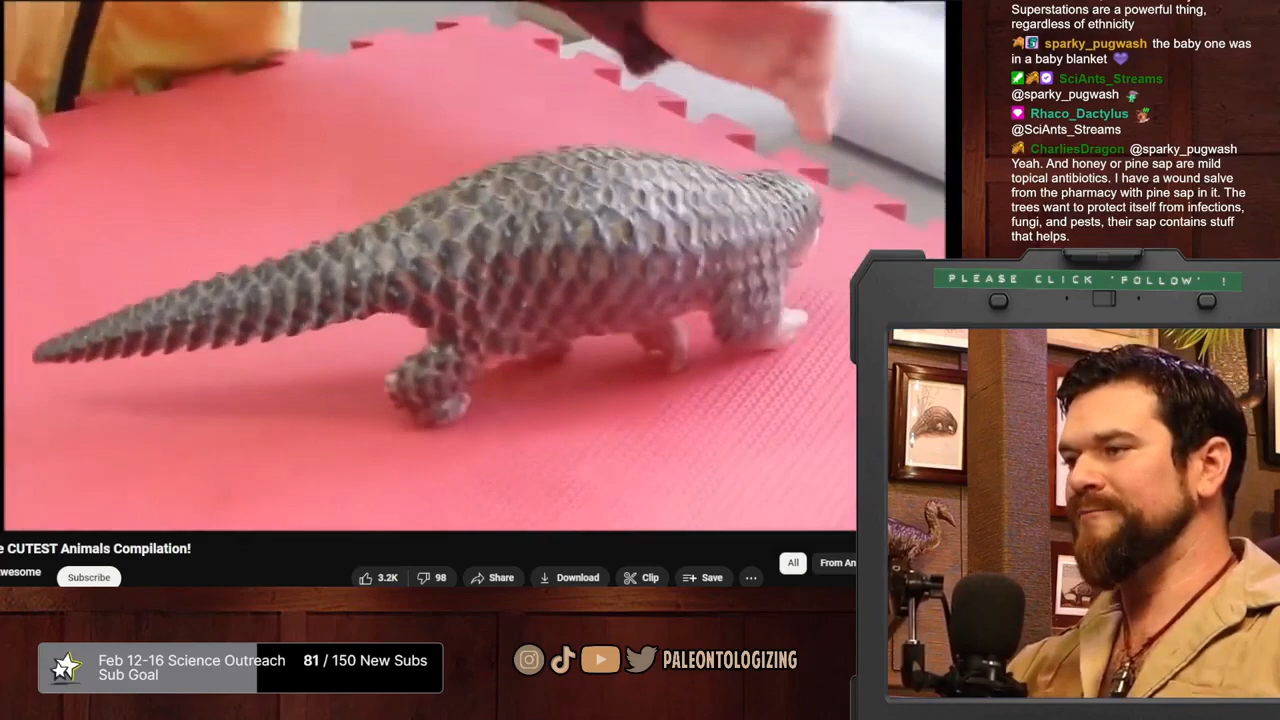 Superstations are a powerful thing,
regardless of ethnicity
sparky_pugwash the baby one was
in a baby blanket
SciAnts_Streams
@sparky_pugwash
Rhaco_Dactylus
@SciAnts_Streams
CharliesDragon @sparky_pugwash
Yeah. And honey or pine sap are mild
topical antibiotics. I have a wound salve
from the pharmacy with pine sap in it. The
trees want to protect itself from infections,
fungi, and pests, their sap contains stuff
that helps.
PLEASE CLICK 'FOLLOW' !
e CUTEST Animals Compilation!
wesome
Subscribe
3.2K
98
Share
Download
Clip
Save
All
From An
Feb 12-16 Science Outreach
Sub Goal
81 / 150 New Subs
PALEONTOLOGIZING